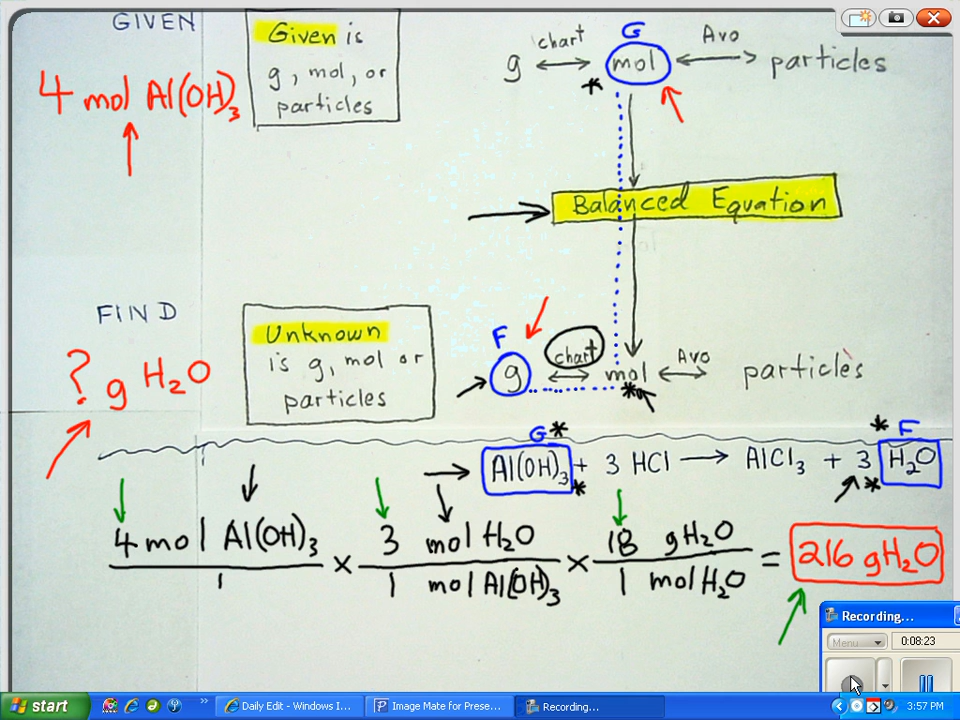 GIVEN
4 mol Al(OH)₃
Given is
g, mol, or
particles
G
g ⟷ chart mol ⟷ Avo particles
*
Balanced Equation
FIND
? g H₂O
Unknown
is g, mol or
particles
F
g ⟷ chart mol ⟷ Avo particles
*
G * * F
Al(OH)₃ + 3 HCl ⟶ AlCl₃ + 3 H₂O
* *
4 mol Al(OH)₃ / 1 × 3 mol H₂O / 1 mol Al(OH)₃ × 18 g H₂O / 1 mol H₂O = 216 g H₂O
Recording...
Menu
0:08:23
start
Daily Edit - Windows I...
Image Mate for Prese...
Recording...
3:57 PM